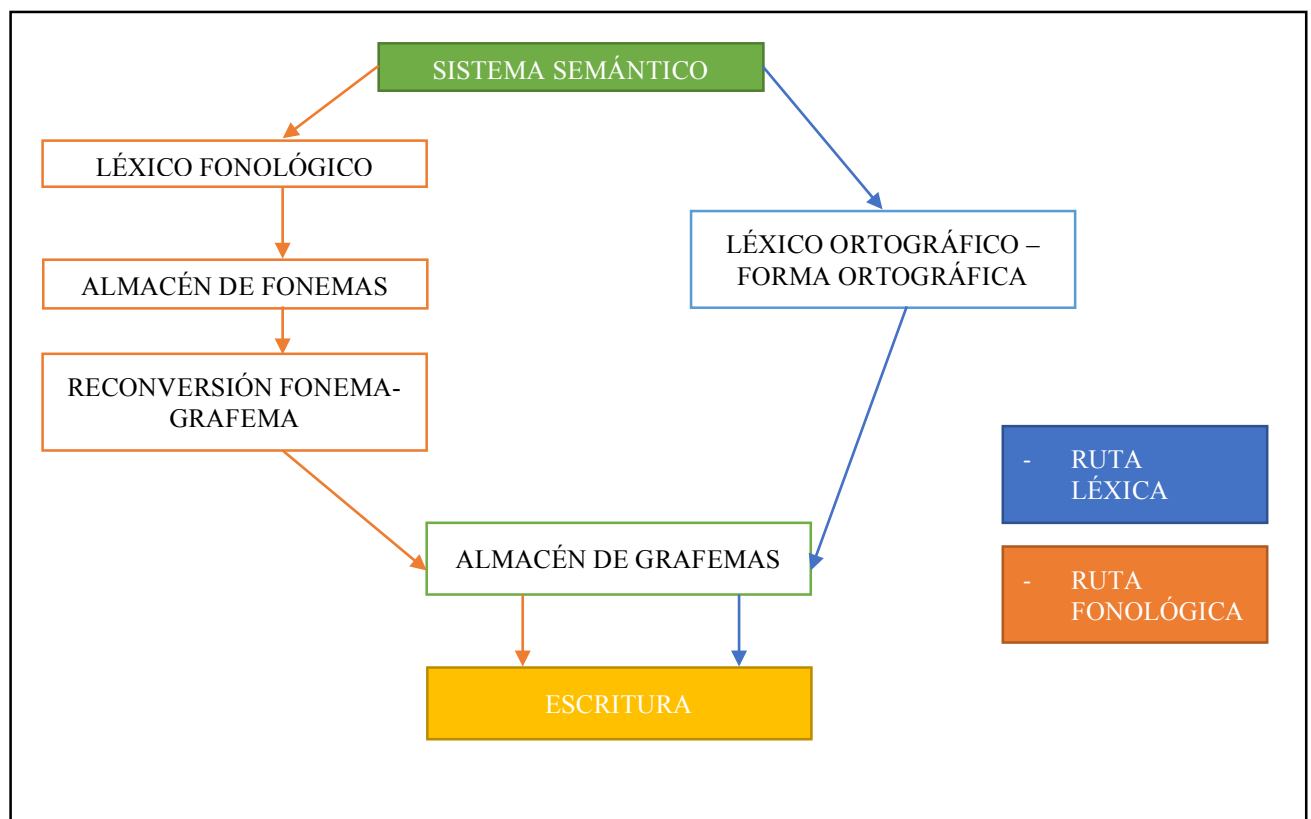 SISTEMA SEMÁNTICO
LÉXICO FONOLÓGICO
LÉXICO ORTOGRÁFICO –
FORMA ORTOGRÁFICA
ALMACÉN DE FONEMAS
RECONVERSIÓN FONEMA-
GRAFEMA
- RUTA
LÉXICA
ALMACÉN DE GRAFEMAS
- RUTA
FONOLÓGICA
ESCRITURA